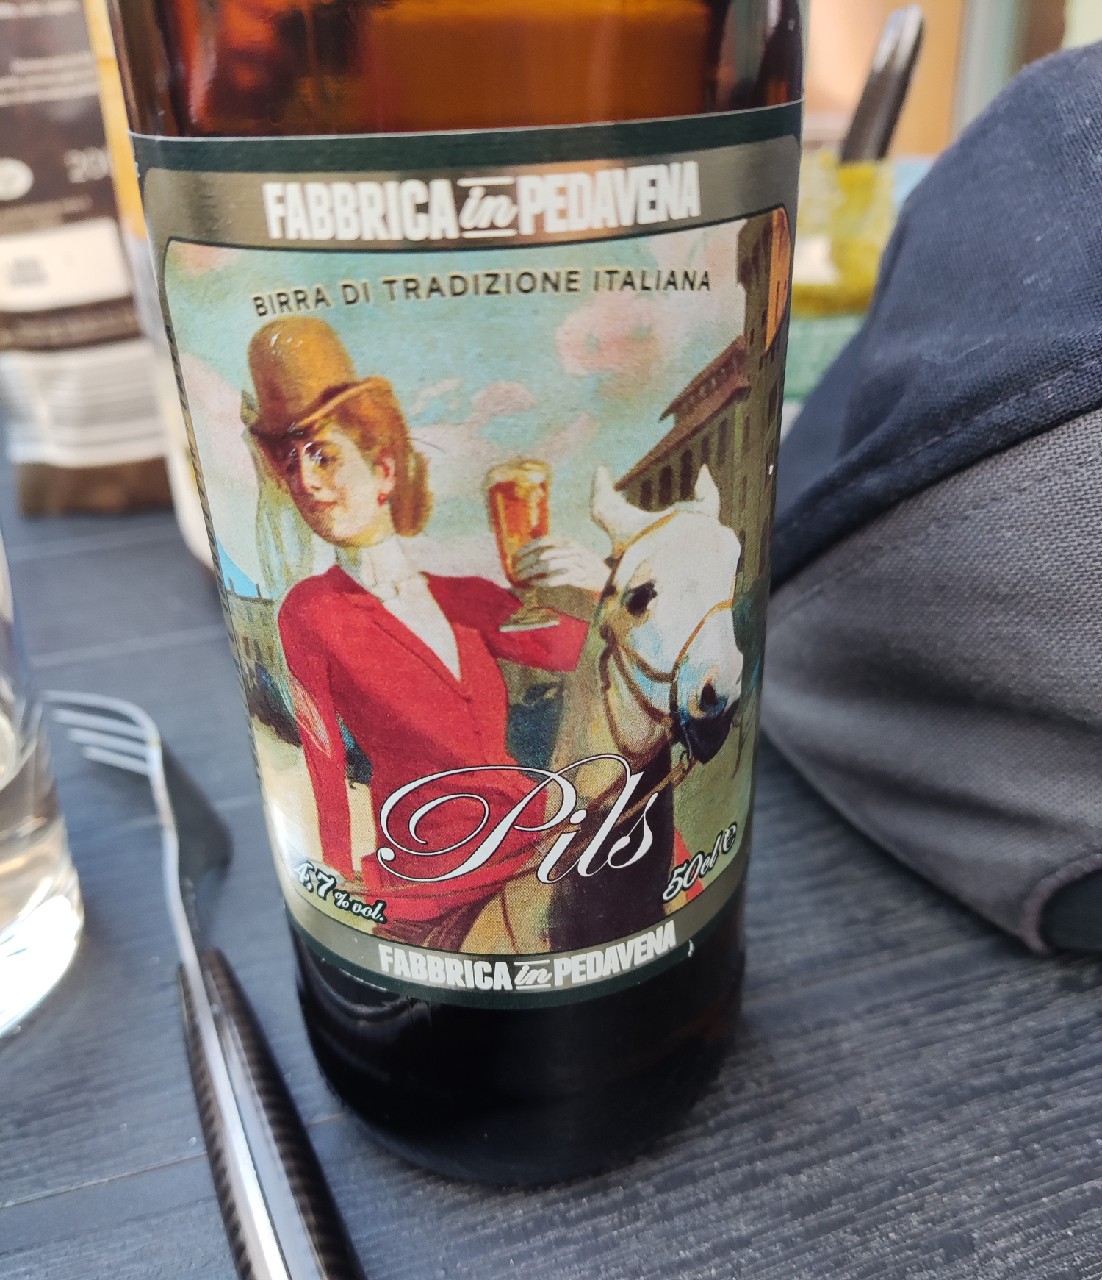 FABBRICA in PEDAVENA
BIRRA DI TRADIZIONE ITALIANA
Pils
4,7 % vol.
50cl ℮
FABBRICA in PEDAVENA